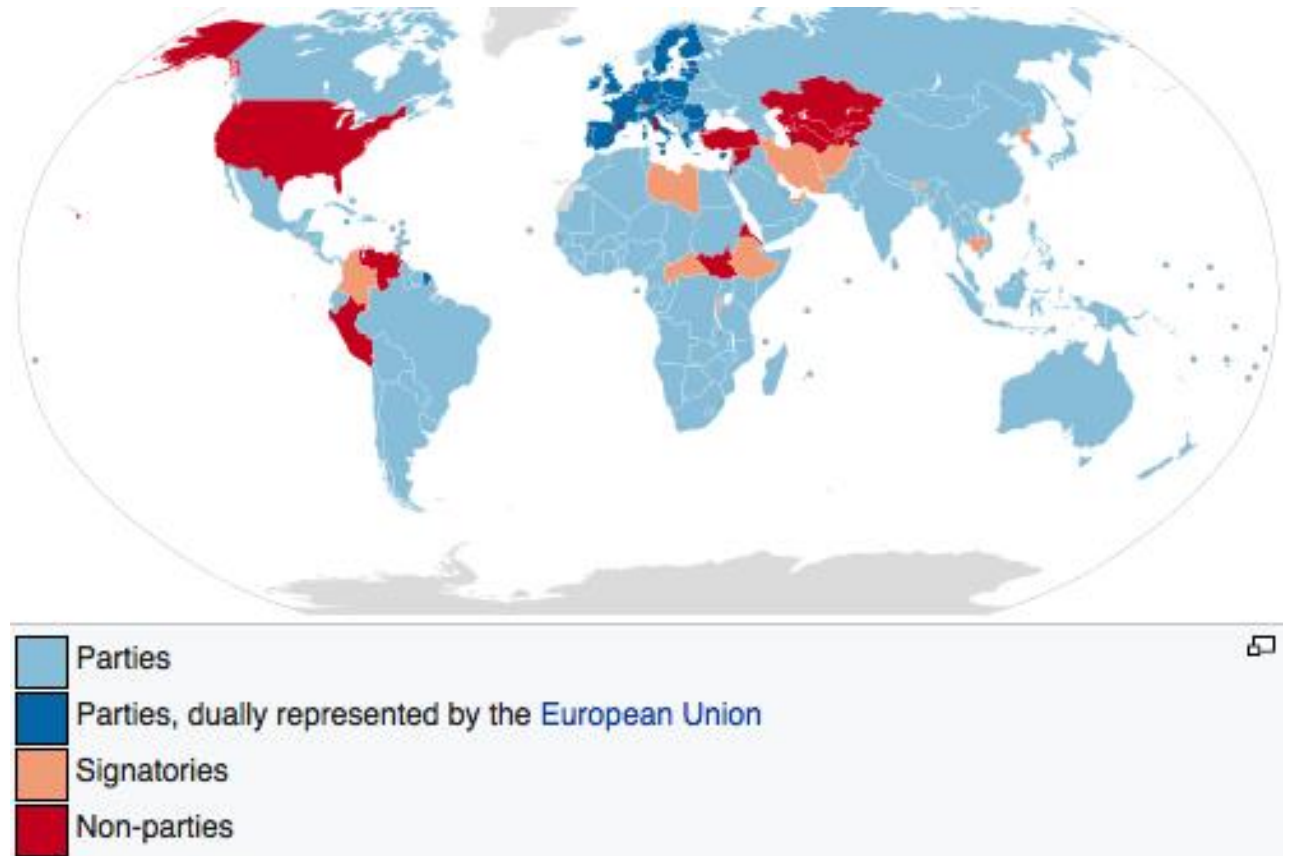 Parties
Parties, dually represented by the European Union
Signatories
Non-parties